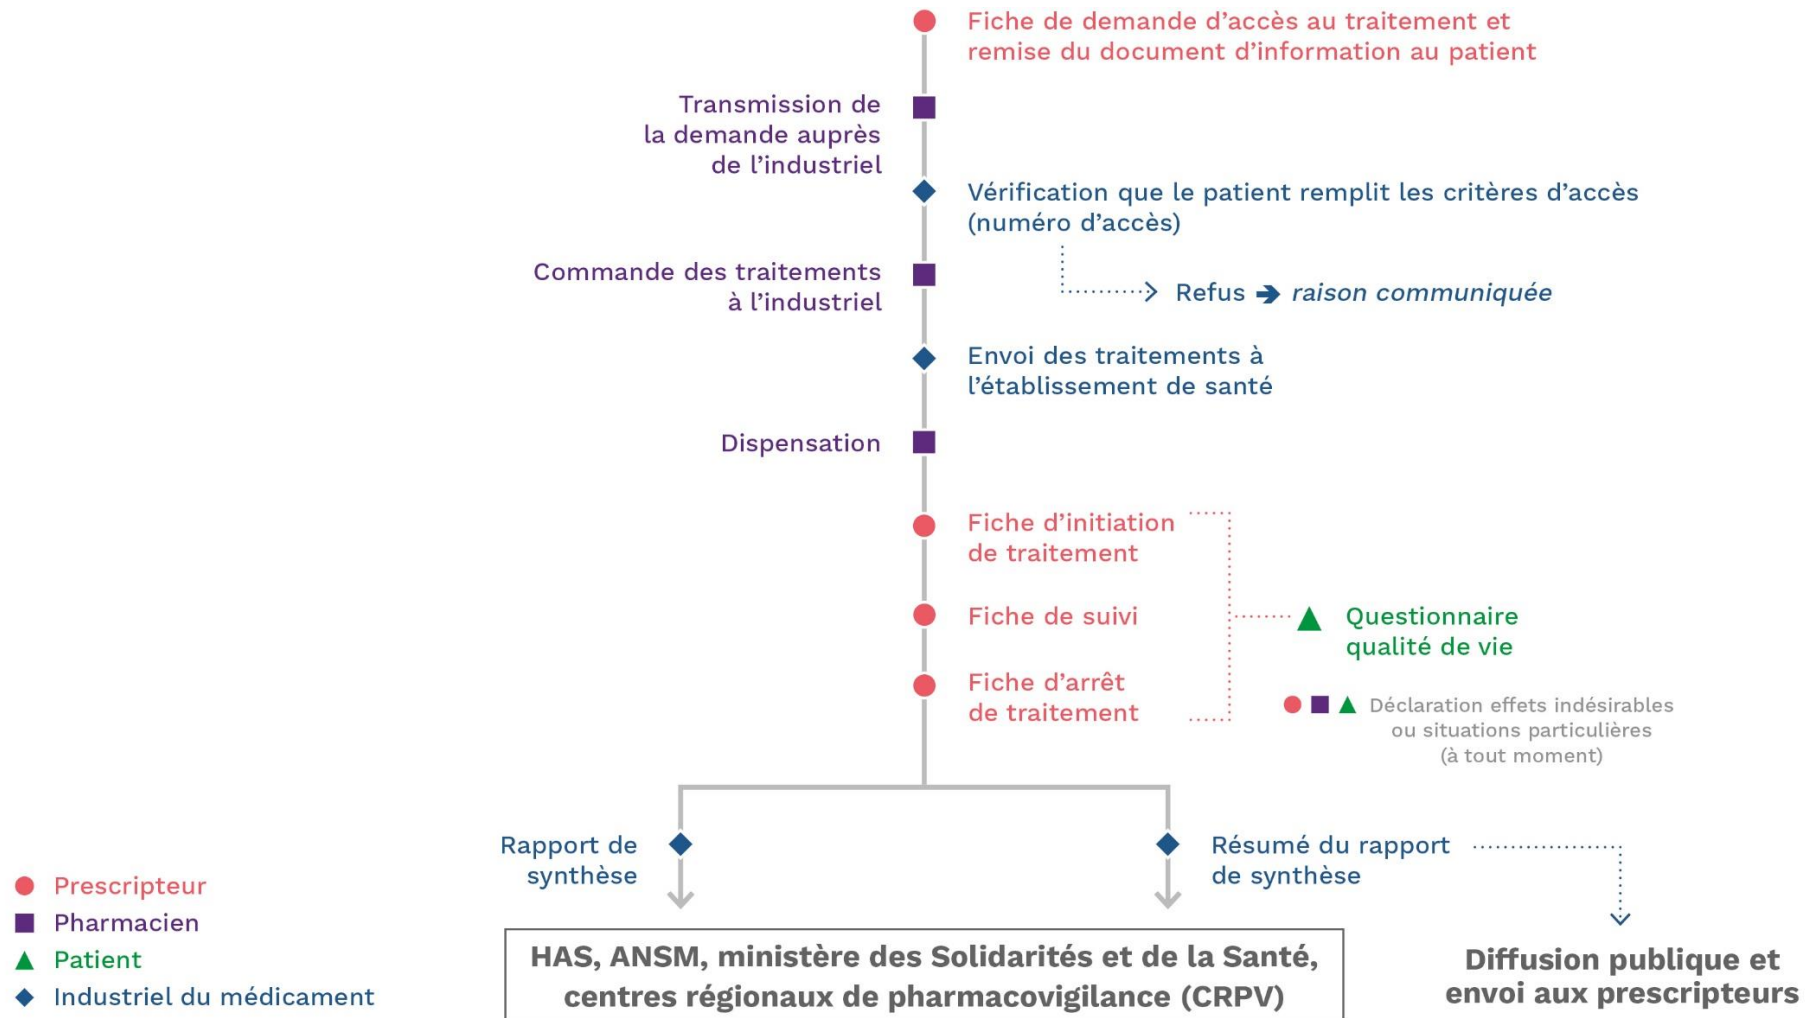 Fiche de demande d’accès au traitement et
remise du document d’information au patient
Transmission de
la demande auprès
de l’industriel
Vérification que le patient remplit les critères d’accès
(numéro d’accès)
Commande des traitements
à l’industriel
Refus ➔ raison communiquée
Envoi des traitements à
l’établissement de santé
Dispensation
Fiche d’initiation
de traitement
Fiche de suivi
Questionnaire
qualité de vie
Fiche d’arrêt
de traitement
Déclaration effets indésirables
ou situations particulières
(à tout moment)
Rapport de
synthèse
Résumé du rapport
de synthèse
Prescripteur
Pharmacien
Patient
Industriel du médicament
HAS, ANSM, ministère des Solidarités et de la Santé,
centres régionaux de pharmacovigilance (CRPV)
Diffusion publique et
envoi aux prescripteurs